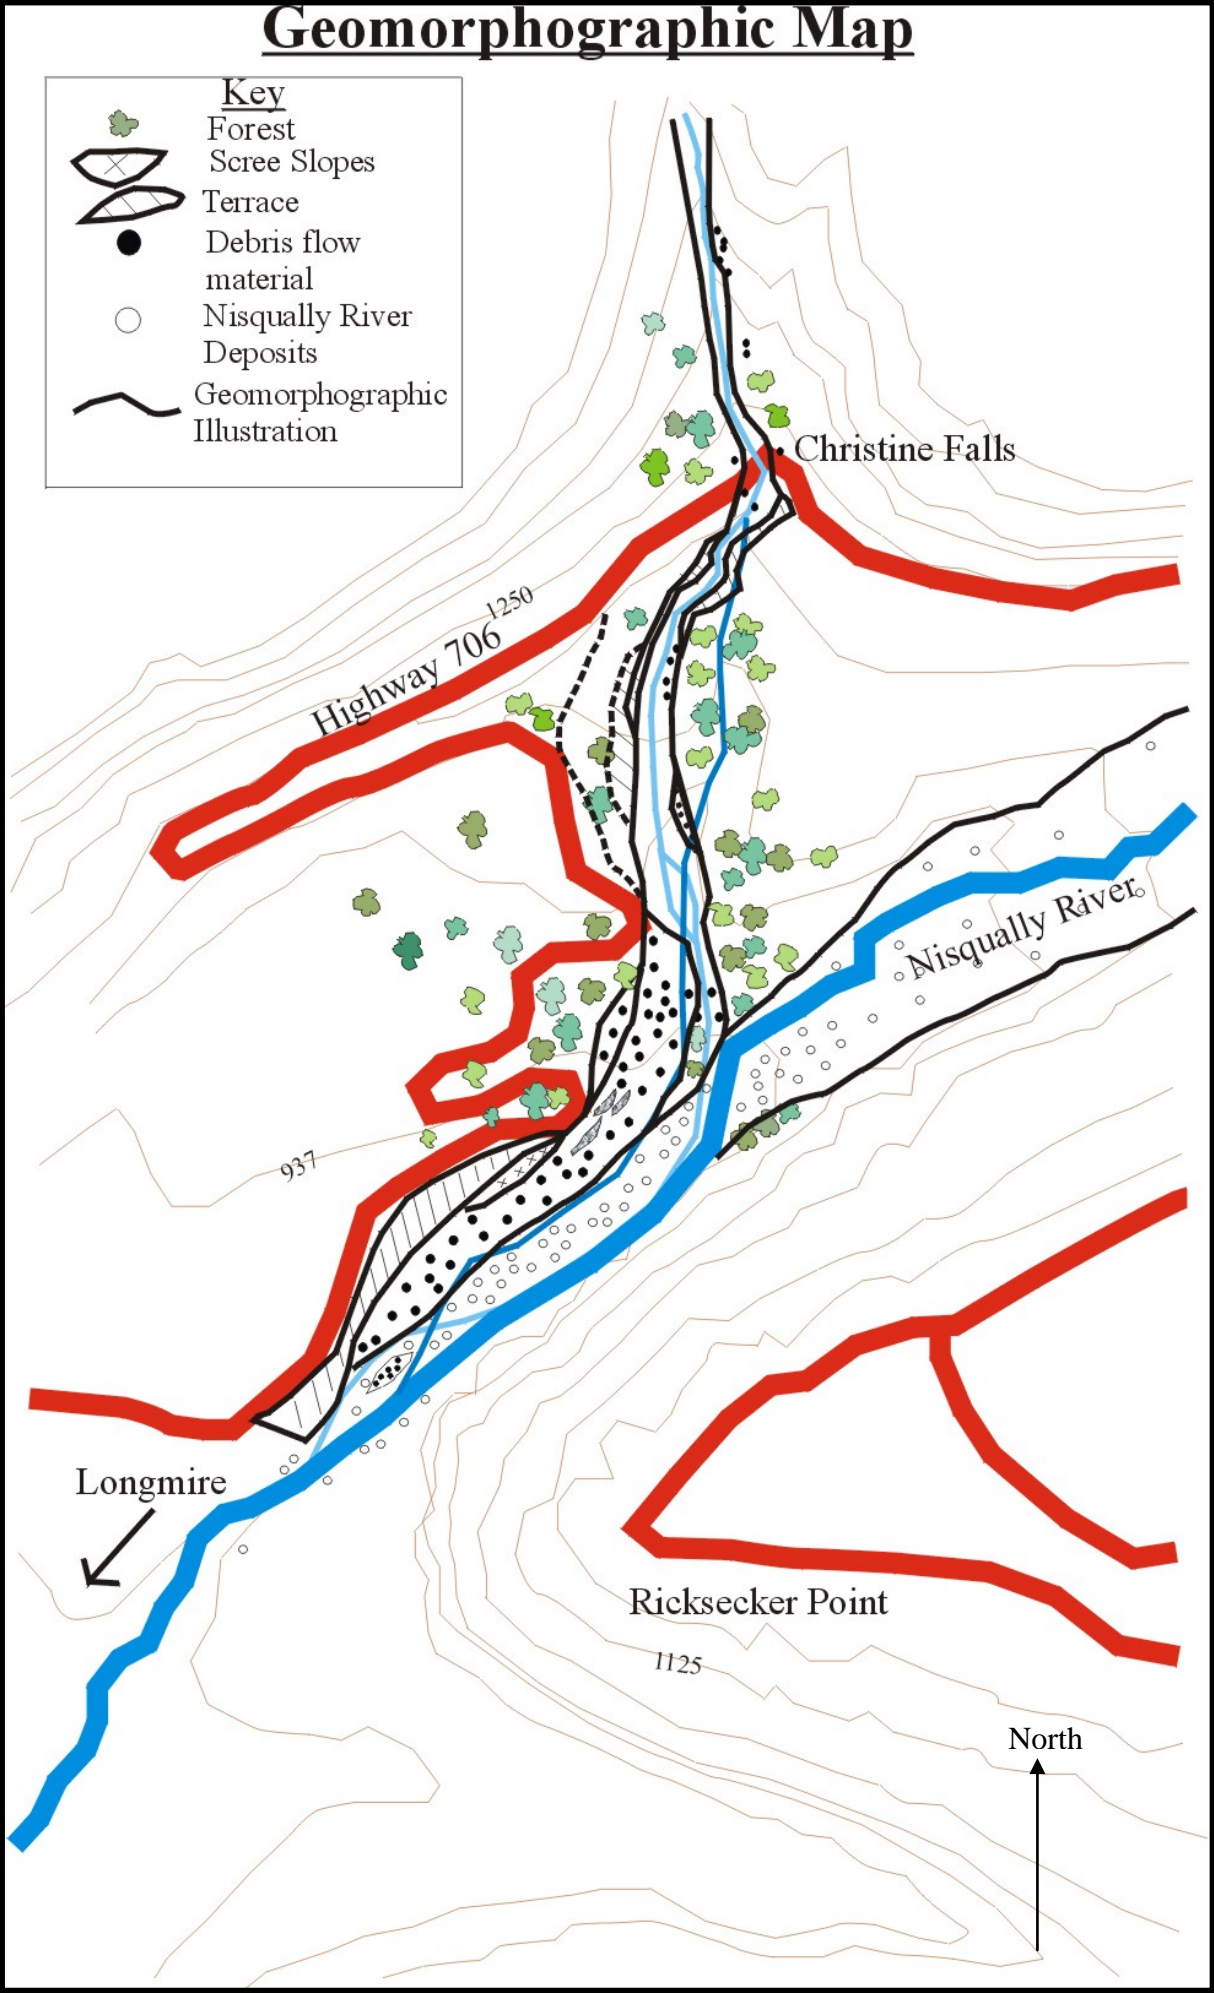 Geomorphographic Map
Key
Forest
Scree Slopes
Terrace
Debris flow
material
Nisqually River
Deposits
Geomorphographic
Illustration
Christine Falls
1250
Highway 706
Nisqually River
937
Longmire
Ricksecker Point
1125
North